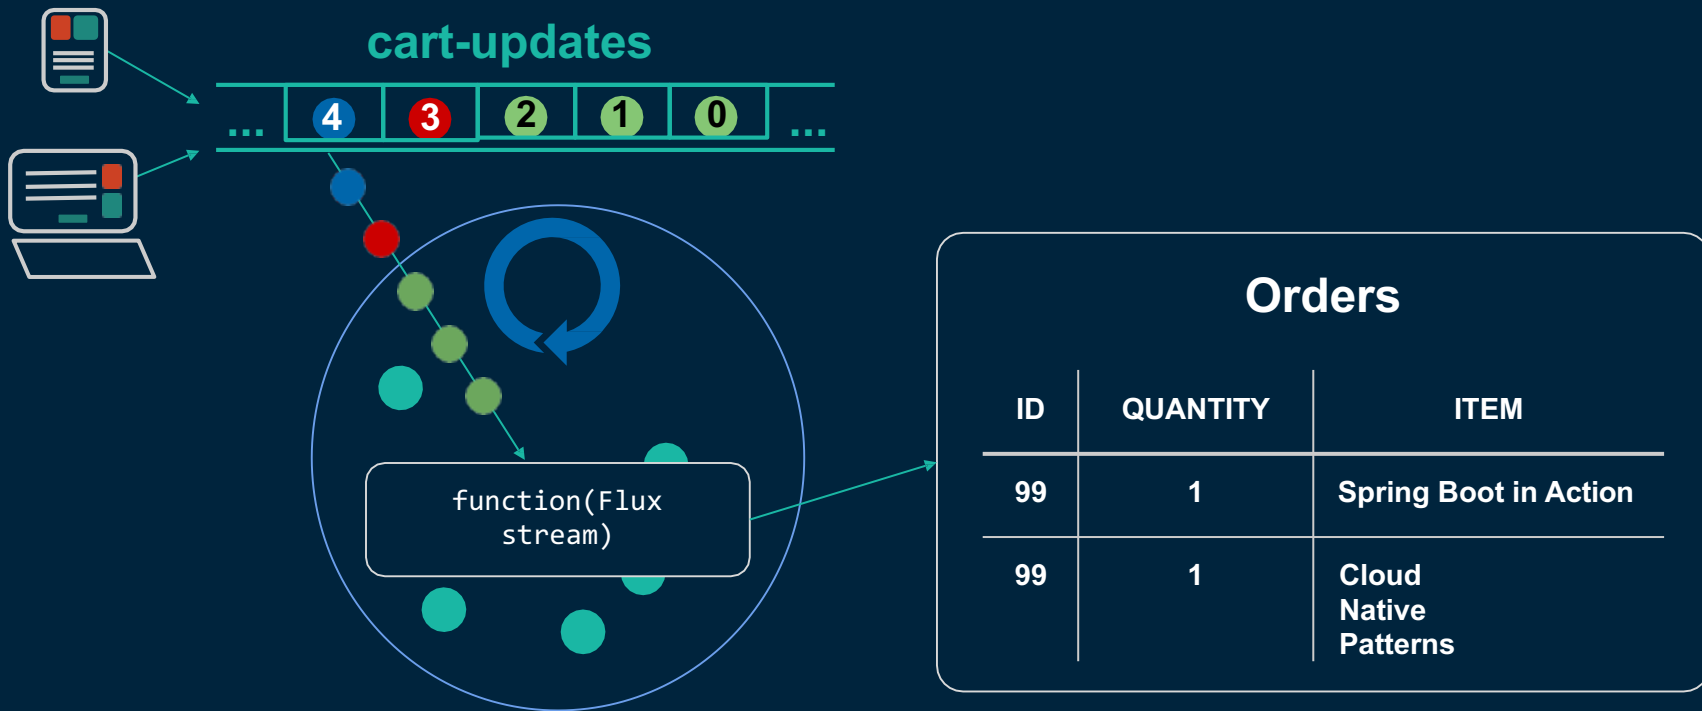 cart-updates
... 4 3 2 1 0 ...
function(Flux
stream)
Orders
ID QUANTITY ITEM
99 1 Spring Boot in Action
99 1 Cloud
Native
Patterns